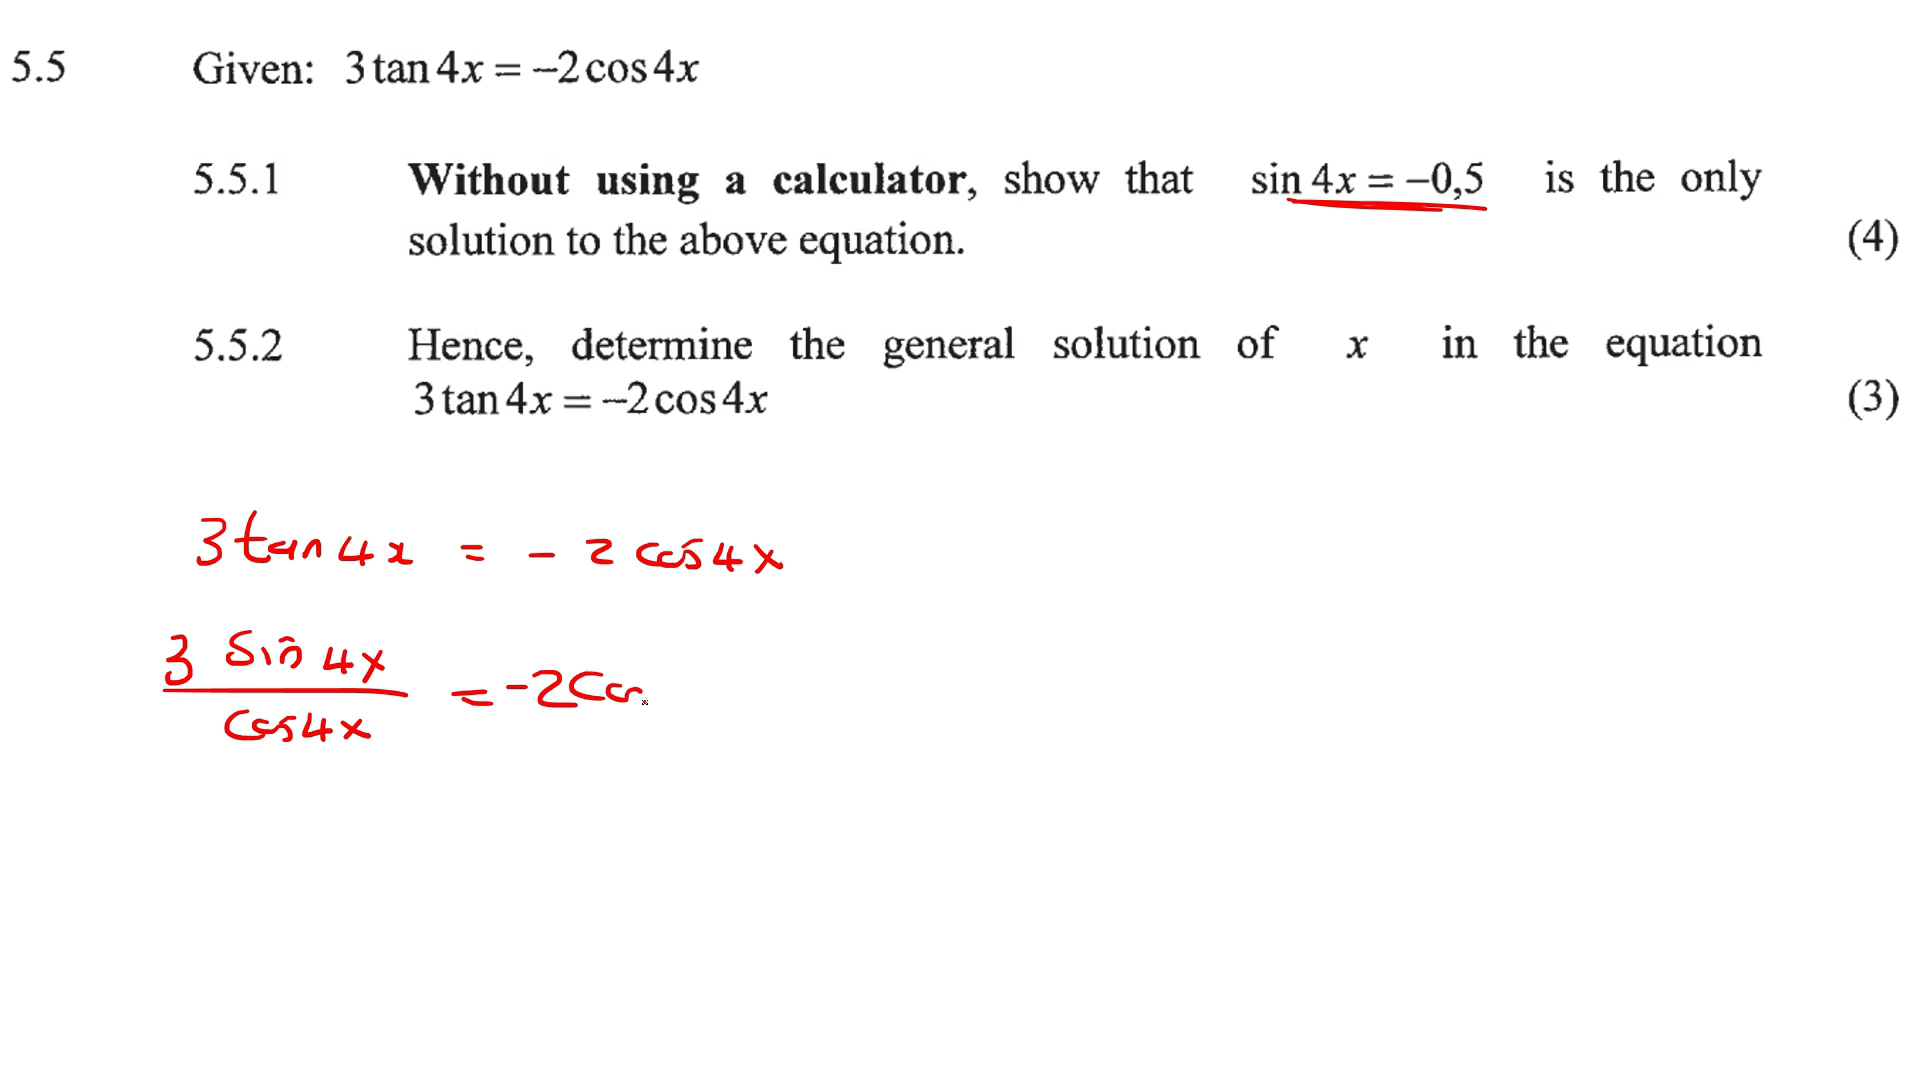 5.5 Given: 3 tan 4x = −2 cos 4x
5.5.1 Without using a calculator, show that sin 4x = −0,5 is the only
solution to the above equation. (4)
5.5.2 Hence, determine the general solution of x in the equation
3 tan 4x = −2 cos 4x (3)
3 tan 4x = - 2 cos 4x
3 sin 4x
cos 4x
= -2 cos